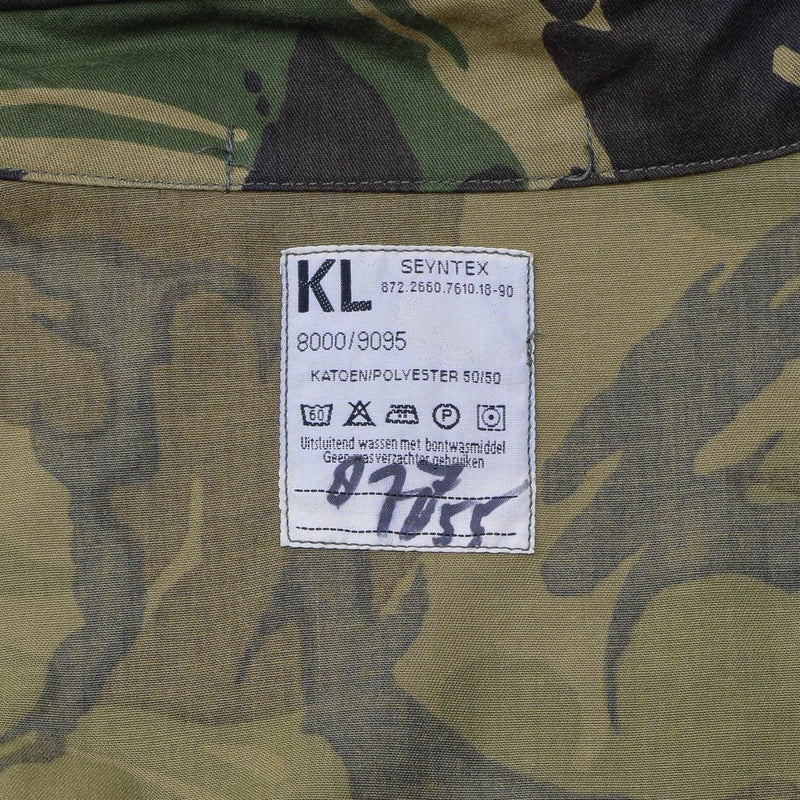 KL SEYNTEX
872.2660.7610.18-90
8000/9095
KATOEN/POLYESTER 50/50
60 P
Uitsluitend wassen met bontwasmiddel
Geen wasverzachter gebruiken